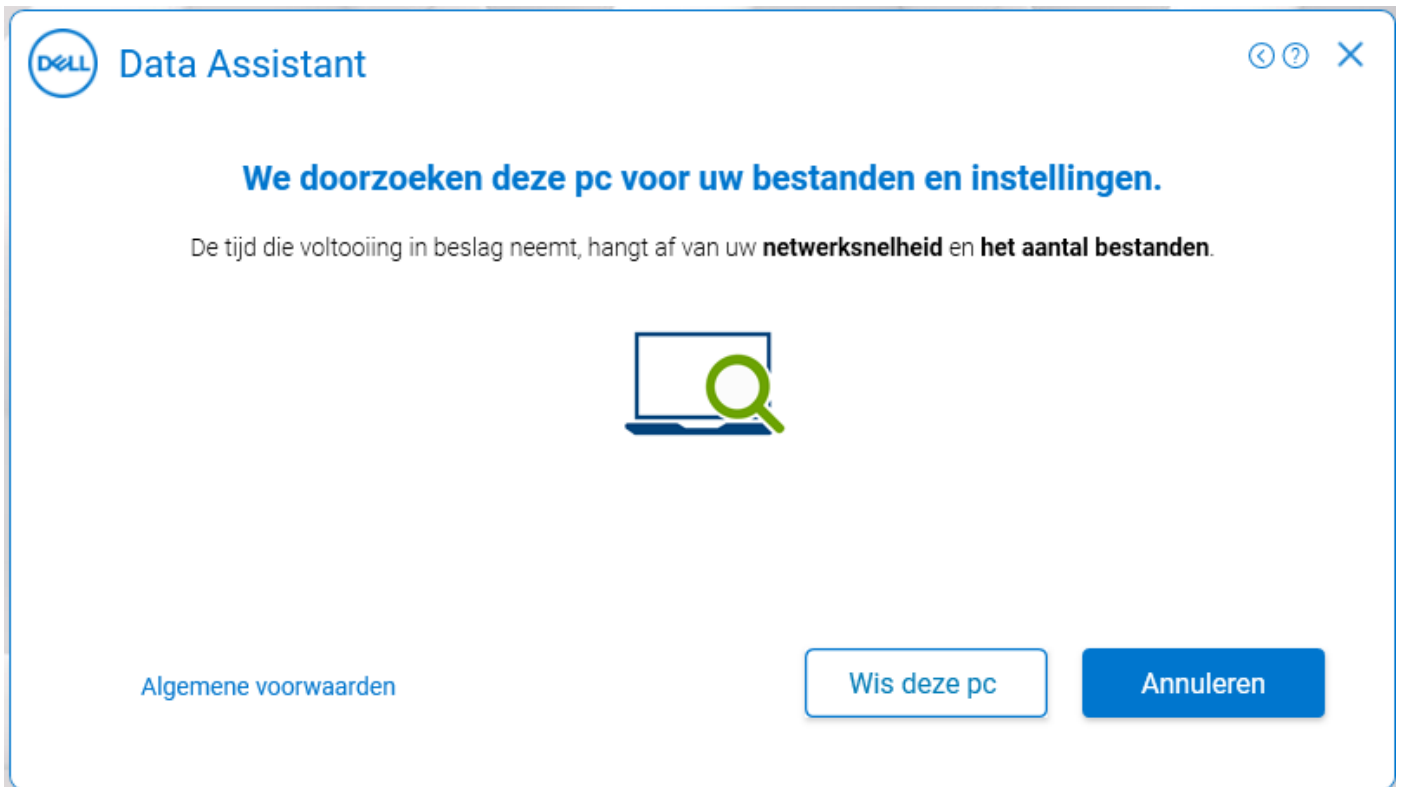 DELL Data Assistant
We doorzoeken deze pc voor uw bestanden en instellingen.
De tijd die voltooiing in beslag neemt, hangt af van uw netwerksnelheid en het aantal bestanden.
Algemene voorwaarden
Wis deze pc
Annuleren